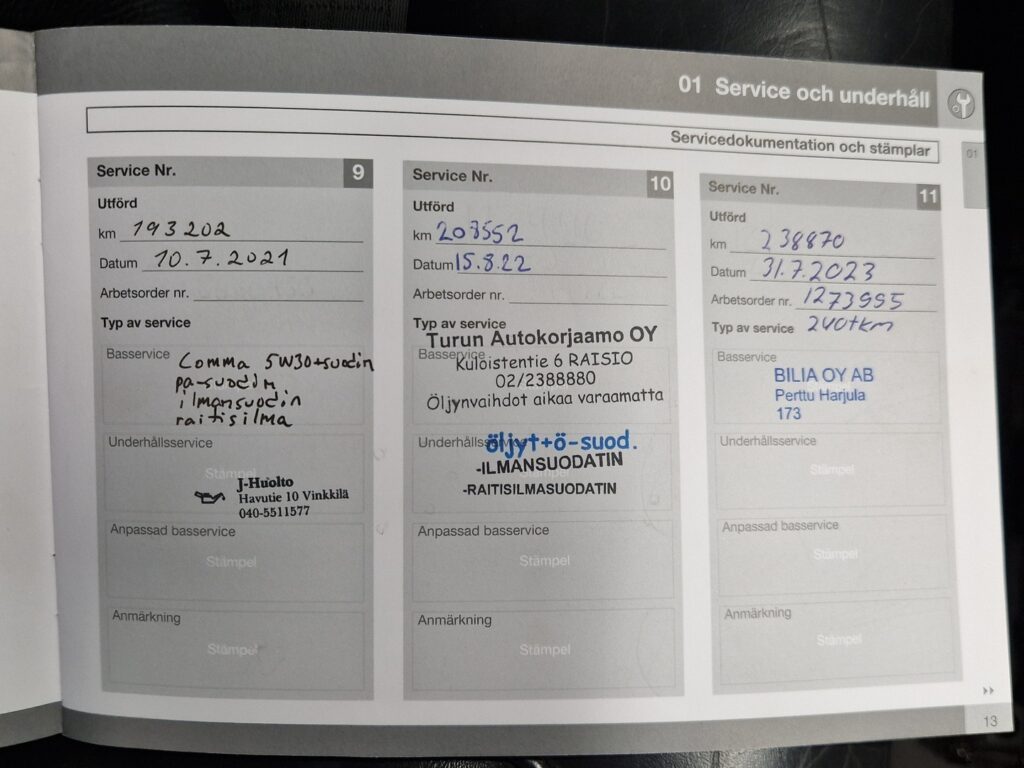 01 Service och underhåll
Servicedokumentation och stämplar
01
Service Nr. 9
Utförd
km 193202
Datum 10.7.2021
Arbetsorder nr.
Typ av service
Basservice
Comma 5W30+suodin
pa-suodin
ilmansuodin
raitisilma
Underhållsservice
Stämpel
J-Huolto
Havutie 10 Vinkkilä
040-5511577
Anpassad basservice
Stämpel
Anmärkning
Stämpel
Service Nr. 10
Utförd
km 207552
Datum 15.8.22
Arbetsorder nr.
Typ av service
Turun Autokorjaamo OY
Basservice
Kuloistentie 6 RAISIO
02/2388880
Öljynvaihdot aikaa varaamatta
Underhållsservice
öljyt+ö-suod.
-ILMANSUODATIN
Stämpel
-RAITISILMASUODATIN
Anpassad basservice
Stämpel
Anmärkning
Stämpel
Service Nr. 11
Utförd
km 238870
Datum 31.7.2023
Arbetsorder nr. 1273995
Typ av service 240tkm
Basservice
BILIA OY AB
Perttu Harjula
173
Underhållsservice
Stämpel
Anpassad basservice
Stämpel
Anmärkning
Stämpel
13